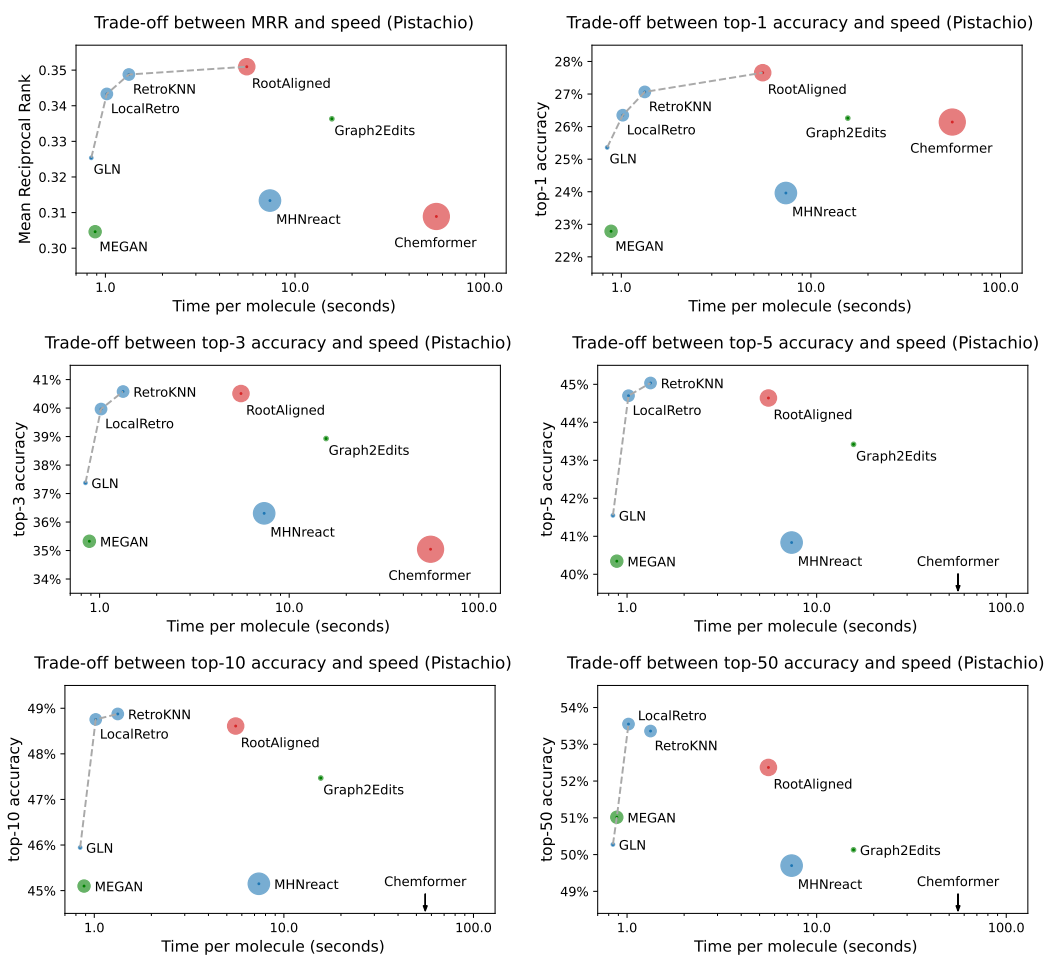 Trade-off between MRR and speed (Pistachio)
Mean Reciprocal Rank
0.35
0.34
0.33
0.32
0.31
0.30
RootAligned
RetroKNN
LocalRetro
Graph2Edits
GLN
MHNreact
MEGAN
Chemformer
1.0
10.0
100.0
Time per molecule (seconds)
Trade-off between top-1 accuracy and speed (Pistachio)
top-1 accuracy
28%
27%
26%
25%
24%
23%
22%
RootAligned
RetroKNN
LocalRetro
Graph2Edits
Chemformer
GLN
MHNreact
MEGAN
1.0
10.0
100.0
Time per molecule (seconds)
Trade-off between top-3 accuracy and speed (Pistachio)
top-3 accuracy
41%
40%
39%
38%
37%
36%
35%
34%
RetroKNN
RootAligned
LocalRetro
Graph2Edits
GLN
MHNreact
MEGAN
Chemformer
1.0
10.0
100.0
Time per molecule (seconds)
Trade-off between top-5 accuracy and speed (Pistachio)
top-5 accuracy
45%
44%
43%
42%
41%
40%
RetroKNN
LocalRetro
RootAligned
Graph2Edits
GLN
MEGAN
MHNreact
Chemformer
1.0
10.0
100.0
Time per molecule (seconds)
Trade-off between top-10 accuracy and speed (Pistachio)
top-10 accuracy
49%
48%
47%
46%
45%
RetroKNN
LocalRetro
RootAligned
Graph2Edits
GLN
MEGAN
MHNreact
Chemformer
1.0
10.0
100.0
Time per molecule (seconds)
Trade-off between top-50 accuracy and speed (Pistachio)
top-50 accuracy
54%
53%
52%
51%
50%
49%
LocalRetro
RetroKNN
RootAligned
MEGAN
GLN
Graph2Edits
MHNreact
Chemformer
1.0
10.0
100.0
Time per molecule (seconds)